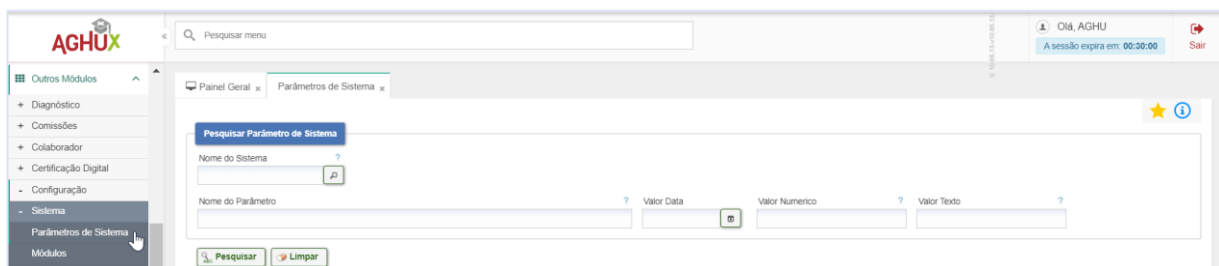 AGHUX
«
Pesquisar menu
Olá, AGHU
A sessão expira em: 00:30:00
Sair
Outros Módulos
+ Diagnóstico
+ Comissões
+ Colaborador
+ Certificação Digital
- Configuração
- Sistema
Parâmetros de Sistema
Módulos
Painel Geral x
Parâmetros de Sistema x
Pesquisar Parâmetro de Sistema
Nome do Sistema ?
Nome do Parâmetro ? Valor Data Valor Numerico ? Valor Texto ?
Pesquisar Limpar